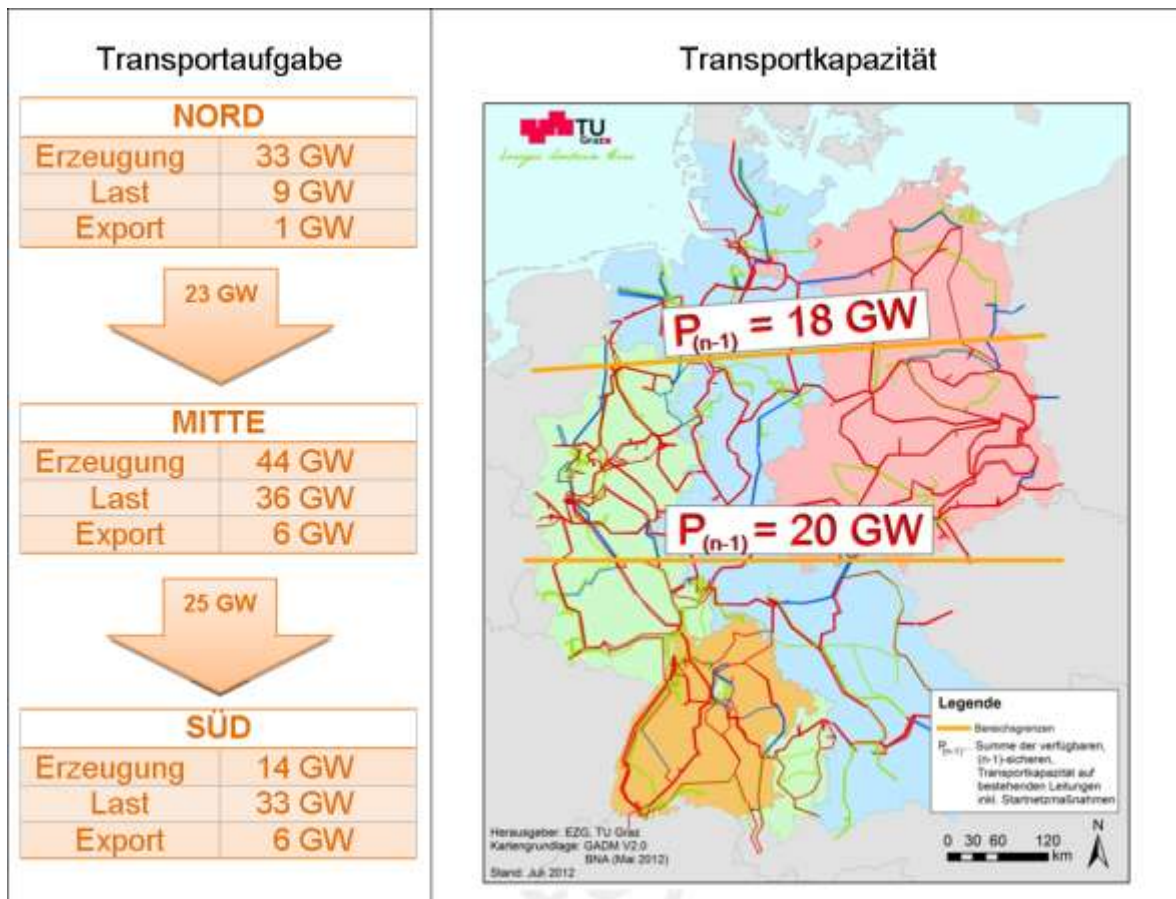 Transportaufgabe
NORD
Erzeugung 33 GW
Last 9 GW
Export 1 GW
23 GW
MITTE
Erzeugung 44 GW
Last 36 GW
Export 6 GW
25 GW
SÜD
Erzeugung 14 GW
Last 33 GW
Export 6 GW
Transportkapazität
TU
Graz
P(n-1) = 18 GW
P(n-1) = 20 GW
Legende
Bereichsgrenzen
P(n-1)... Summe der verfügbaren,
(n-1)-sicheren,
Transportkapazität auf
bestehenden Leitungen
inkl. Startnetzmaßnahmen
Herausgeber: EZG, TU Graz
Kartengrundlage: GADM V2.0
BNA (Mai 2012)
Stand: Juli 2012
0 30 60 120
km
N